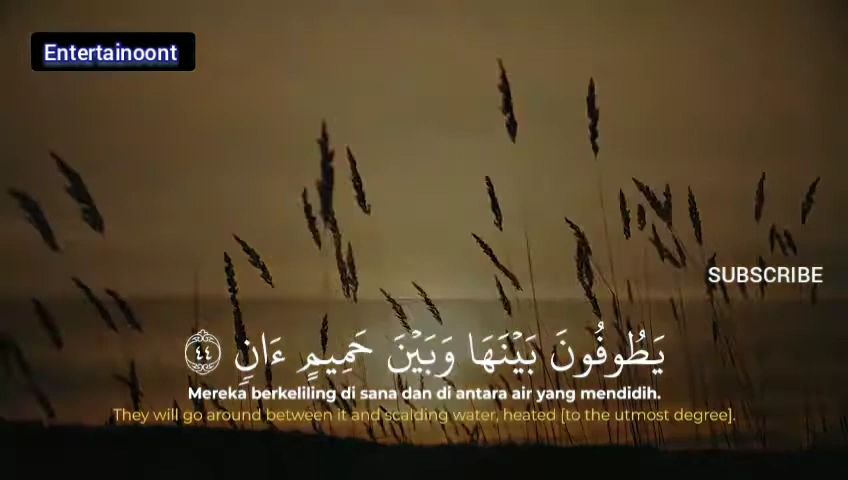 Entertainoont
SUBSCRIBE
يَطُوفُونَ بَيْنَهَا وَبَيْنَ حَمِيمٍ ءَانٍ ٤٤
Mereka berkeliling di sana dan di antara air yang mendidih.
They will go around between it and scalding water, heated [to the utmost degree].